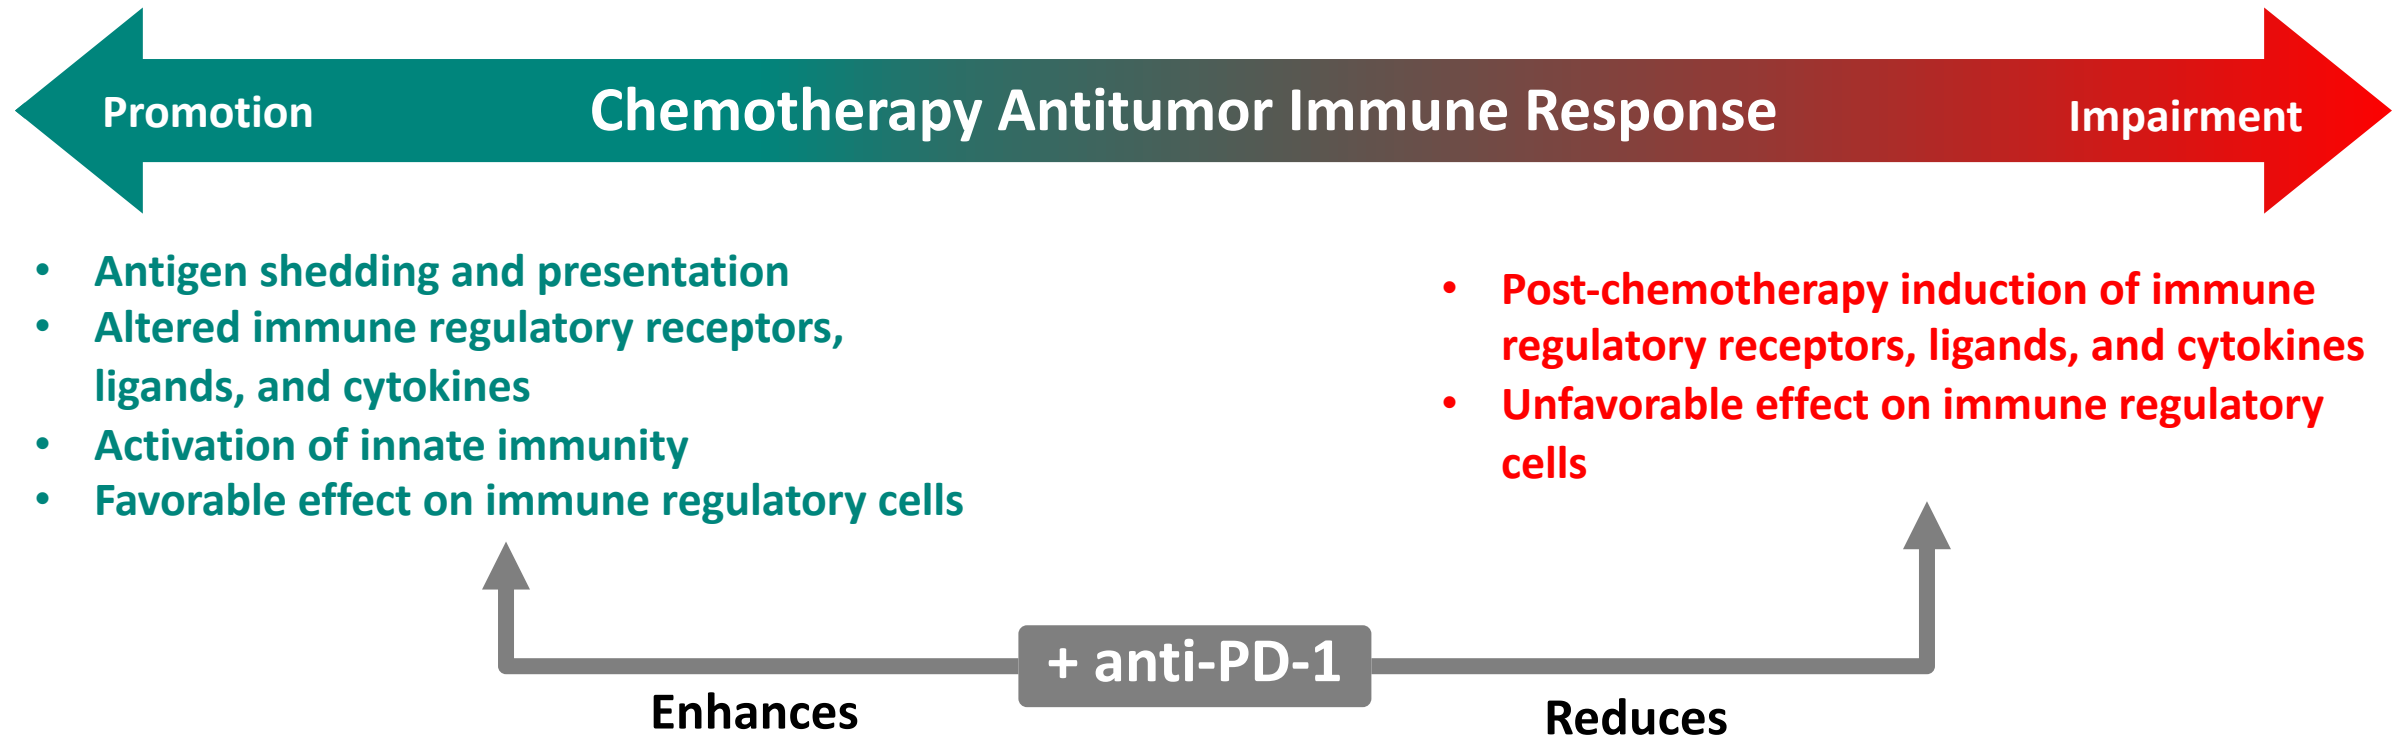 Promotion
Chemotherapy Antitumor Immune Response
Impairment
• Antigen shedding and presentation
• Altered immune regulatory receptors,
ligands, and cytokines
• Activation of innate immunity
• Favorable effect on immune regulatory cells
• Post-chemotherapy induction of immune
regulatory receptors, ligands, and cytokines
• Unfavorable effect on immune regulatory
cells
+ anti-PD-1
Enhances
Reduces